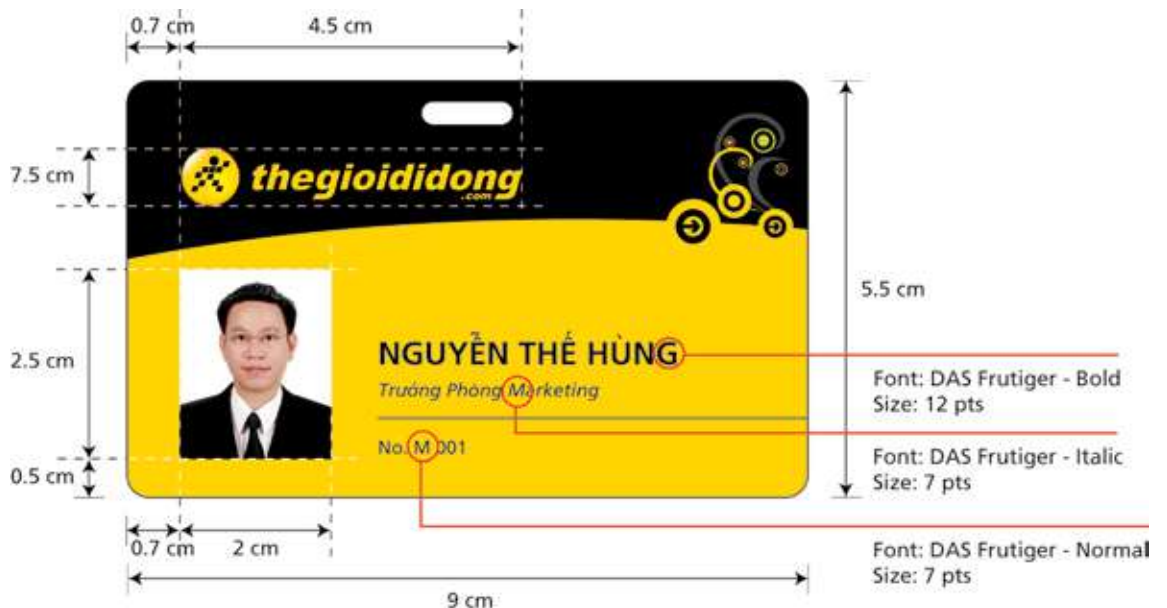 0.7 cm
4.5 cm
7.5 cm
thegioididong
.com
5.5 cm
2.5 cm
NGUYỄN THẾ HÙNG
Trưởng Phòng Marketing
No. M 001
0.5 cm
Font: DAS Frutiger - Bold
Size: 12 pts
Font: DAS Frutiger - Italic
Size: 7 pts
Font: DAS Frutiger - Normal
Size: 7 pts
0.7 cm
2 cm
9 cm